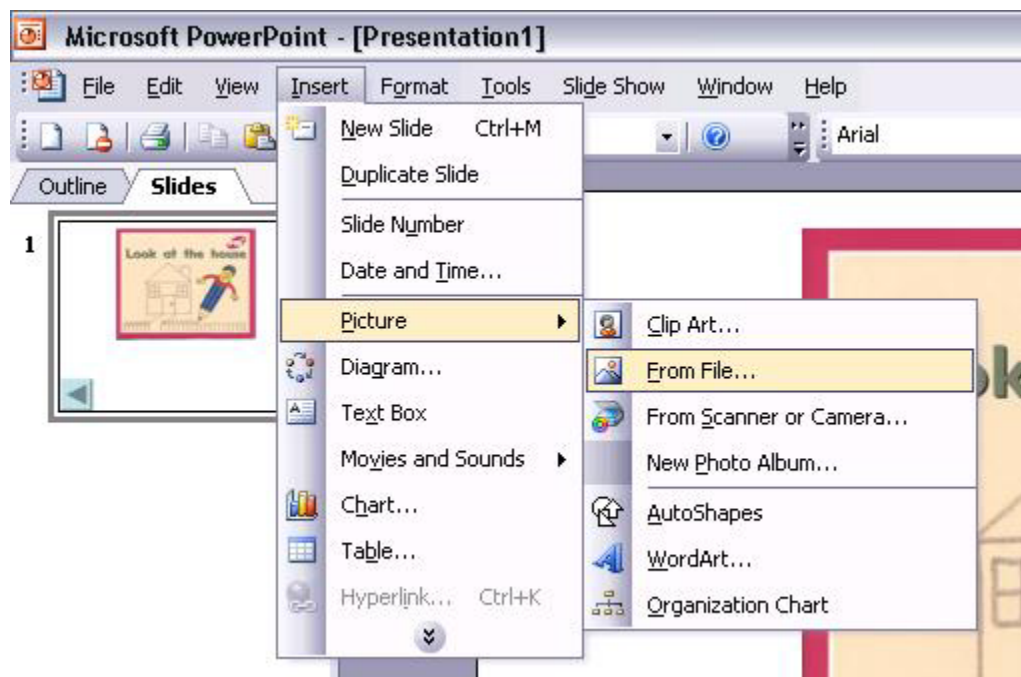 Microsoft PowerPoint - [Presentation1]
File Edit View Insert Format Tools Slide Show Window Help
Arial
Outline Slides
1
Look at the house
New Slide Ctrl+M
Duplicate Slide
Slide Number
Date and Time...
Picture
Diagram...
Text Box
Movies and Sounds
Chart...
Table...
Hyperlink... Ctrl+K
Clip Art...
From File...
From Scanner or Camera...
New Photo Album...
AutoShapes
WordArt...
Organization Chart